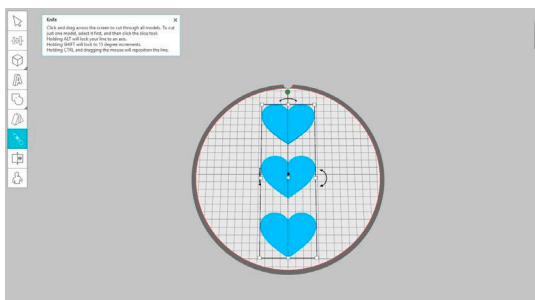 Knife
Click and drag across the screen to cut through all models. To cut
just one model, select it first, and then click the slice tool.
Holding ALT will lock your line to an axis.
Holding SHIFT will lock to 15 degree increments.
Holding CTRL and dragging the mouse will reposition the line.